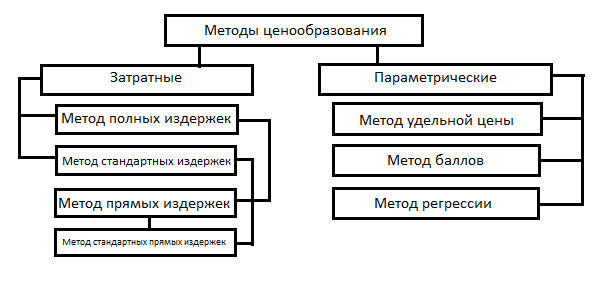 Методы ценообразования
Затратные
Параметрические
Метод полных издержек
Метод удельной цены
Метод стандартных издержек
Метод баллов
Метод прямых издержек
Метод регрессии
Метод стандартных прямых издержек